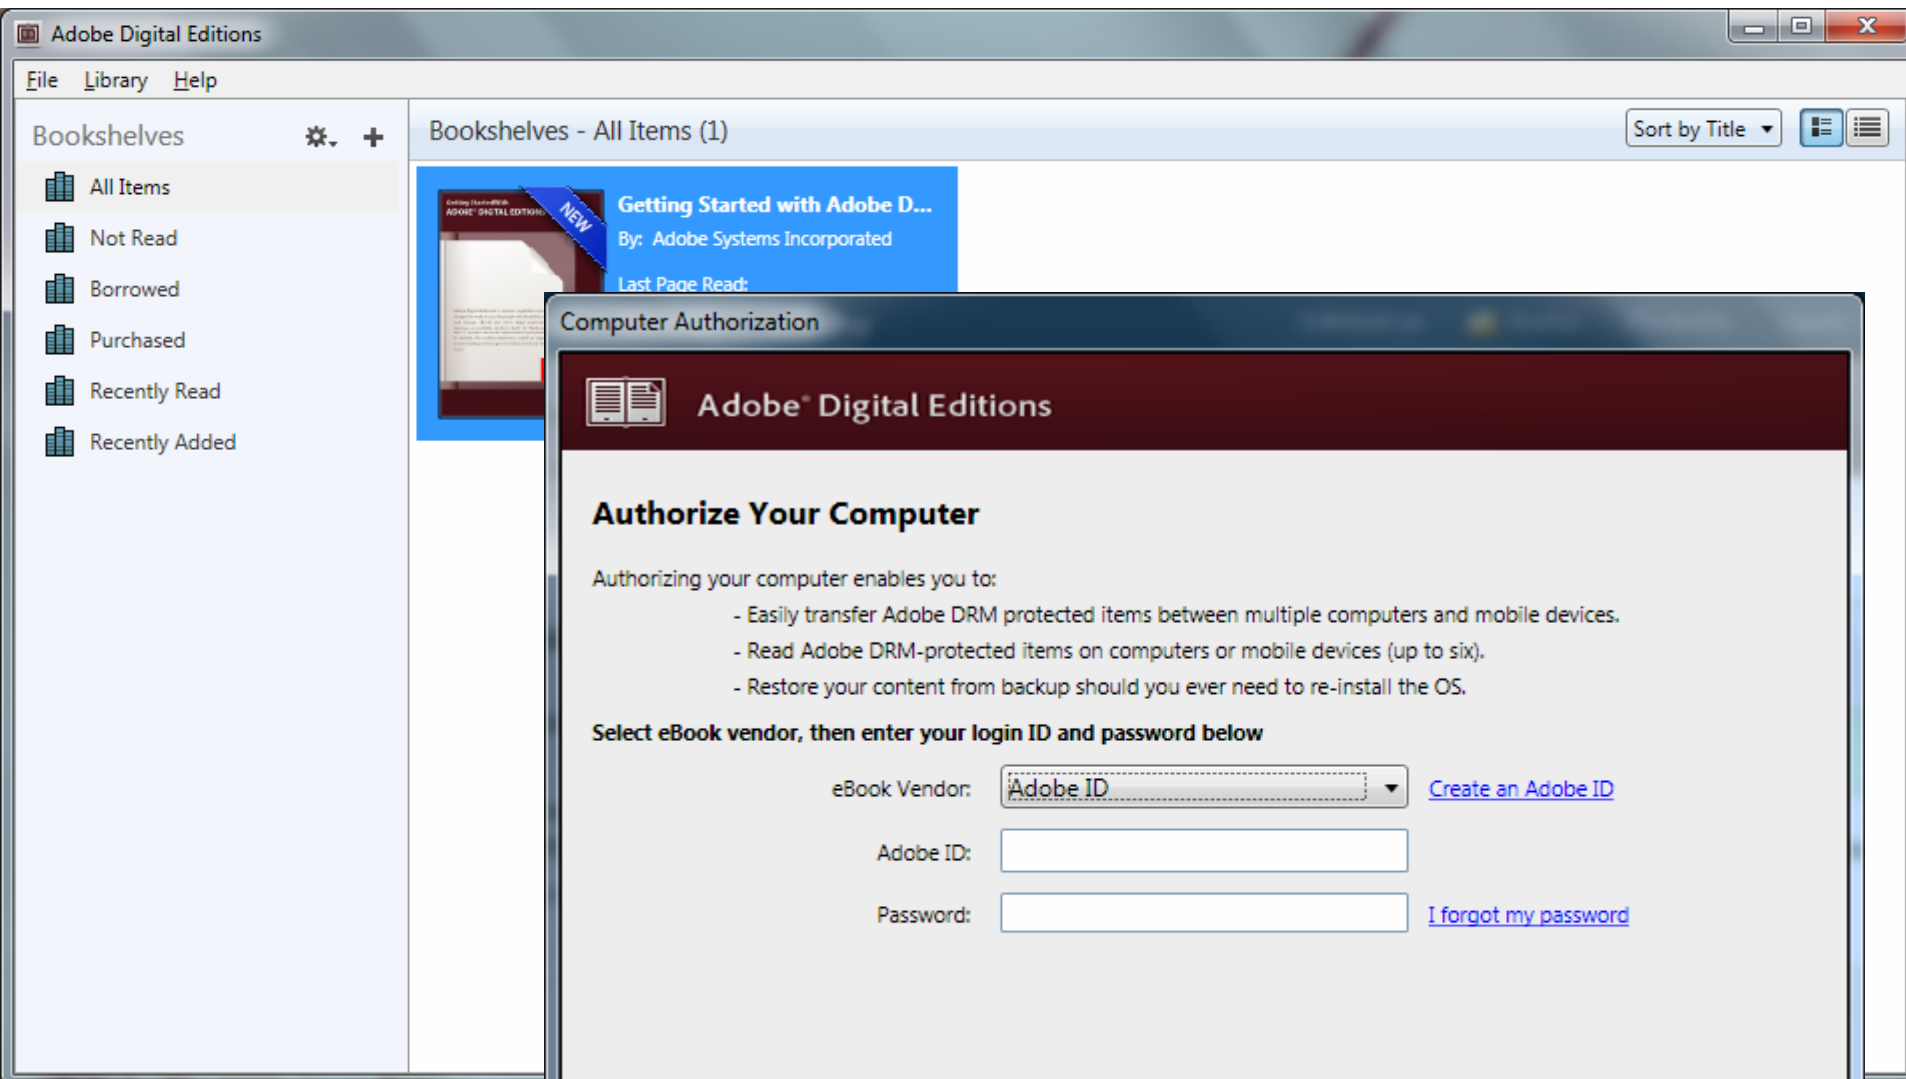 Adobe Digital Editions
File Library Help
Bookshelves
All Items
Not Read
Borrowed
Purchased
Recently Read
Recently Added
Bookshelves - All Items (1)
Sort by Title
Getting Started With
ADOBE® DIGITAL EDITIONS
NEW
Getting Started with Adobe D...
By: Adobe Systems Incorporated
Last Page Read:
Computer Authorization
Adobe® Digital Editions
Authorize Your Computer
Authorizing your computer enables you to:
- Easily transfer Adobe DRM protected items between multiple computers and mobile devices.
- Read Adobe DRM-protected items on computers or mobile devices (up to six).
- Restore your content from backup should you ever need to re-install the OS.
Select eBook vendor, then enter your login ID and password below
eBook Vendor: Adobe ID Create an Adobe ID
Adobe ID:
Password: I forgot my password